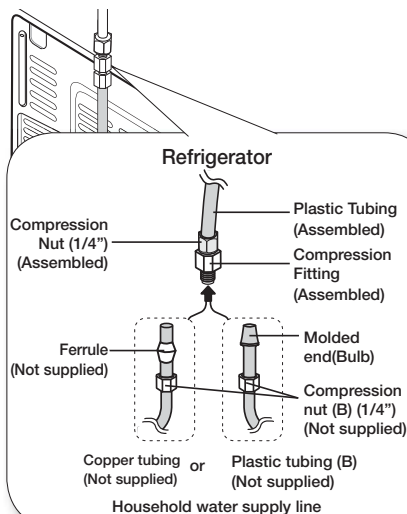 Refrigerator
Compression
Nut (1/4”)
(Assembled)
Plastic Tubing
(Assembled)
Compression
Fitting
(Assembled)
Ferrule
(Not supplied)
Molded
end(Bulb)
Compression
nut (B) (1/4”)
(Not supplied)
Copper tubing
(Not supplied)
or
Plastic tubing (B)
(Not supplied)
Household water supply line